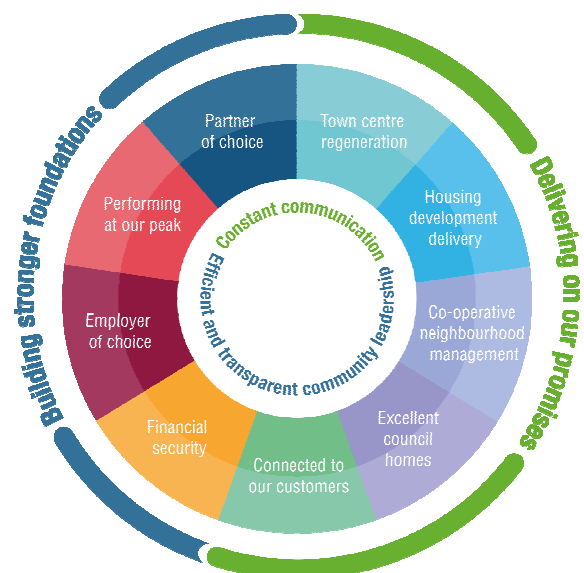 Building stronger foundations
Delivering on our promises
Partner
of choice
Town centre
regeneration
Housing
development
delivery
Co-operative
neighbourhood
management
Excellent
council
homes
Connected to
our customers
Financial
security
Employer
of choice
Performing
at our peak
Constant communication
Efficient and transparent community leadership